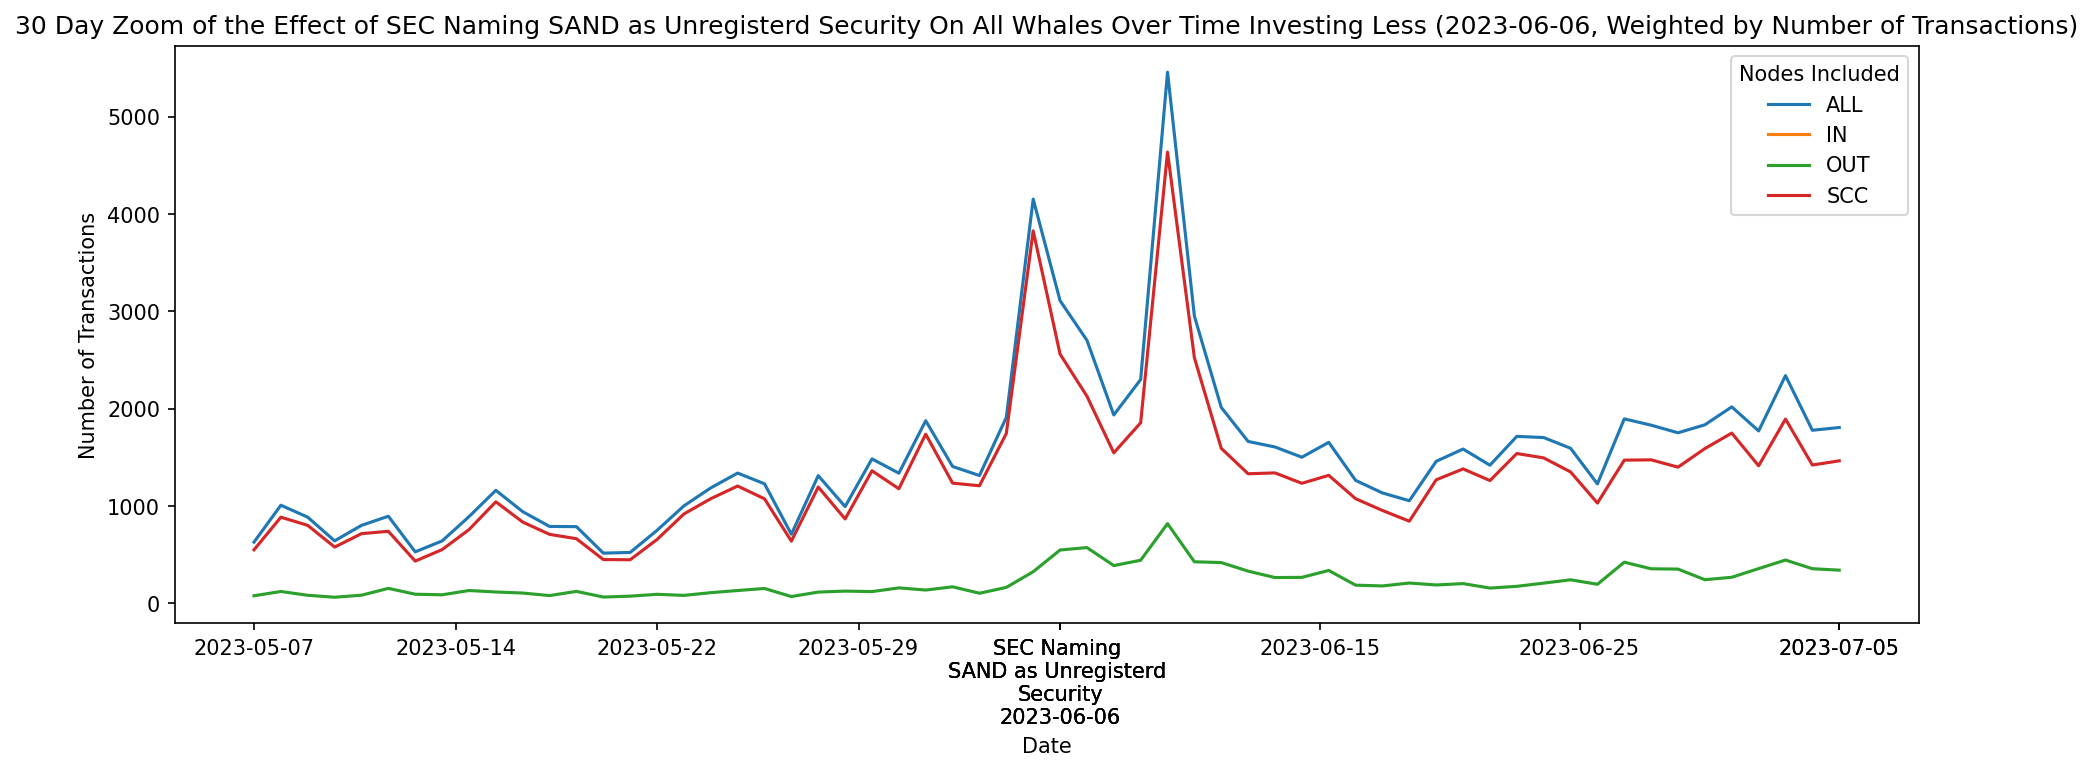 30 Day Zoom of the Effect of SEC Naming SAND as Unregisterd Security On All Whales Over Time Investing Less (2023-06-06, Weighted by Number of Transactions)
Nodes Included
ALL
IN
OUT
SCC
Number of Transactions
5000
4000
3000
2000
1000
0
2023-05-07
2023-05-14
2023-05-22
2023-05-29
SEC Naming
SAND as Unregisterd
Security
2023-06-06
2023-06-15
2023-06-25
2023-07-05
Date